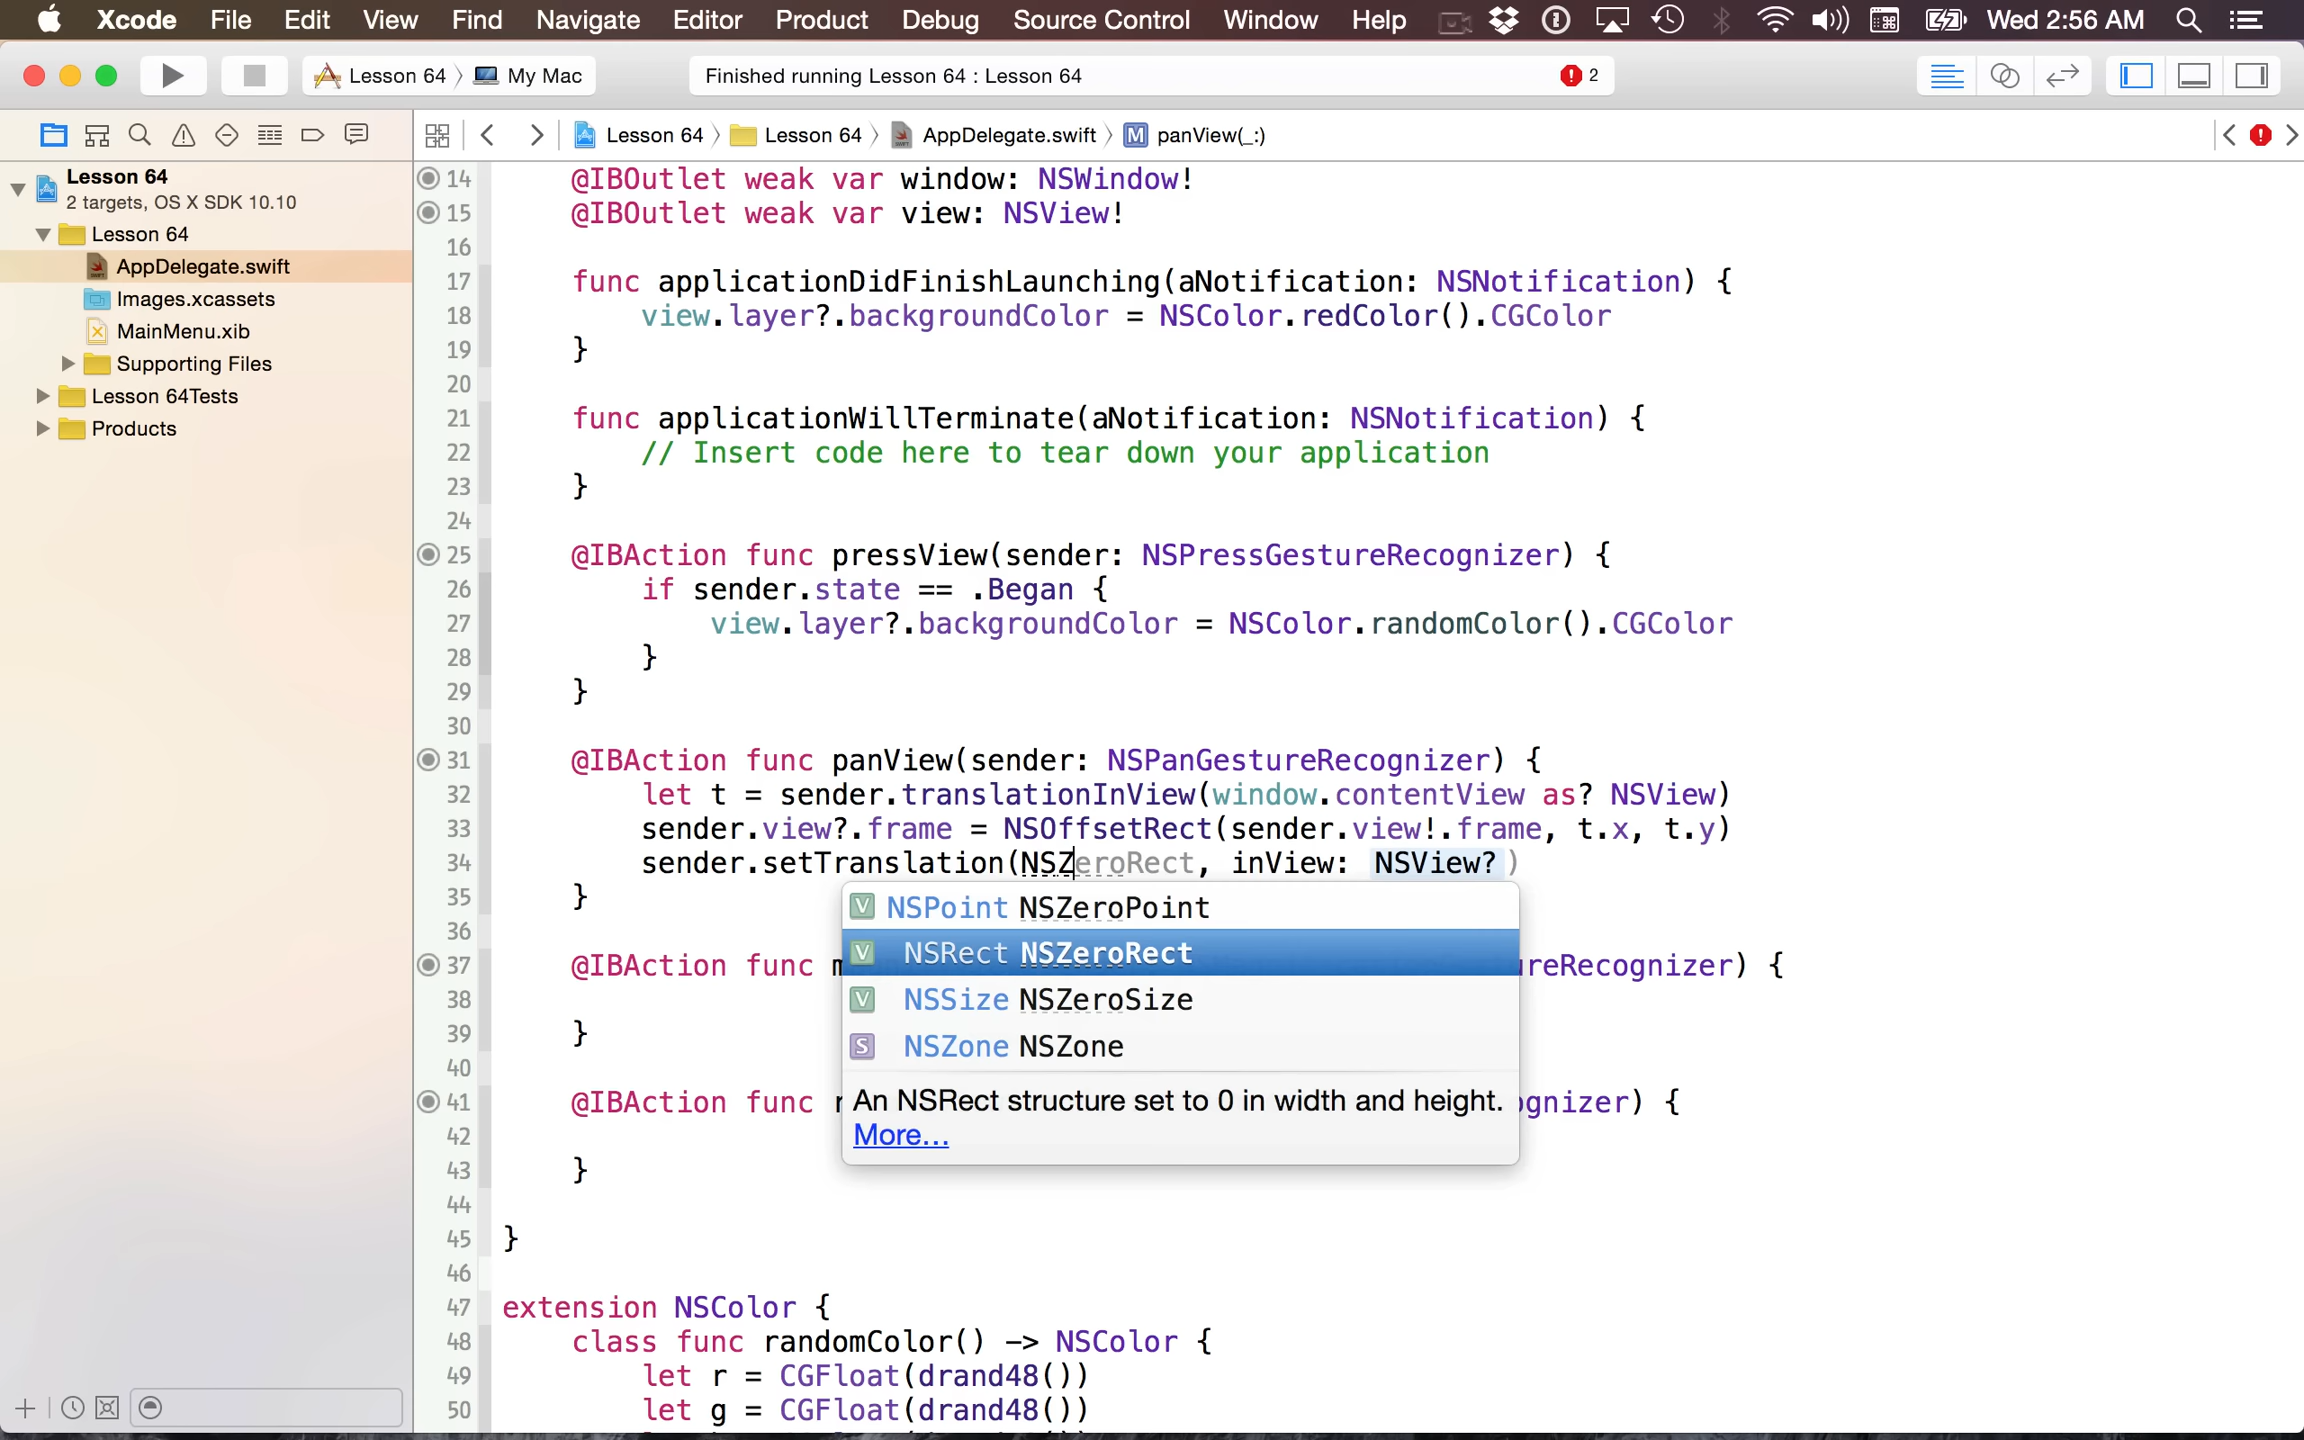 Xcode File Edit View Find Navigate Editor Product Debug Source Control Window Help Wed 2:56 AM
Lesson 64 My Mac Finished running Lesson 64 : Lesson 64 2
Lesson 64 Lesson 64 AppDelegate.swift M panView(_:)
Lesson 64
2 targets, OS X SDK 10.10
Lesson 64
AppDelegate.swift
Images.xcassets
MainMenu.xib
Supporting Files
Lesson 64Tests
Products
14 @IBOutlet weak var window: NSWindow!
15 @IBOutlet weak var view: NSView!
16
17 func applicationDidFinishLaunching(aNotification: NSNotification) {
18 view.layer?.backgroundColor = NSColor.redColor().CGColor
19 }
20
21 func applicationWillTerminate(aNotification: NSNotification) {
22 // Insert code here to tear down your application
23 }
24
25 @IBAction func pressView(sender: NSPressGestureRecognizer) {
26 if sender.state == .Began {
27 view.layer?.backgroundColor = NSColor.randomColor().CGColor
28 }
29 }
30
31 @IBAction func panView(sender: NSPanGestureRecognizer) {
32 let t = sender.translationInView(window.contentView as? NSView)
33 sender.view?.frame = NSOffsetRect(sender.view!.frame, t.x, t.y)
34 sender.setTranslation(NSZeroRect, inView: NSView?)
35 }
V NSPoint NSZeroPoint
36
V NSRect NSZeroRect
37 @IBAction func ureRecognizer) {
38
V NSSize NSZeroSize
39 }
S NSZone NSZone
40
An NSRect structure set to 0 in width and height.
41 @IBAction func ognizer) {
More...
42
43 }
44
45 }
46
47 extension NSColor {
48 class func randomColor() -> NSColor {
49 let r = CGFloat(drand48())
50 let g = CGFloat(drand48())